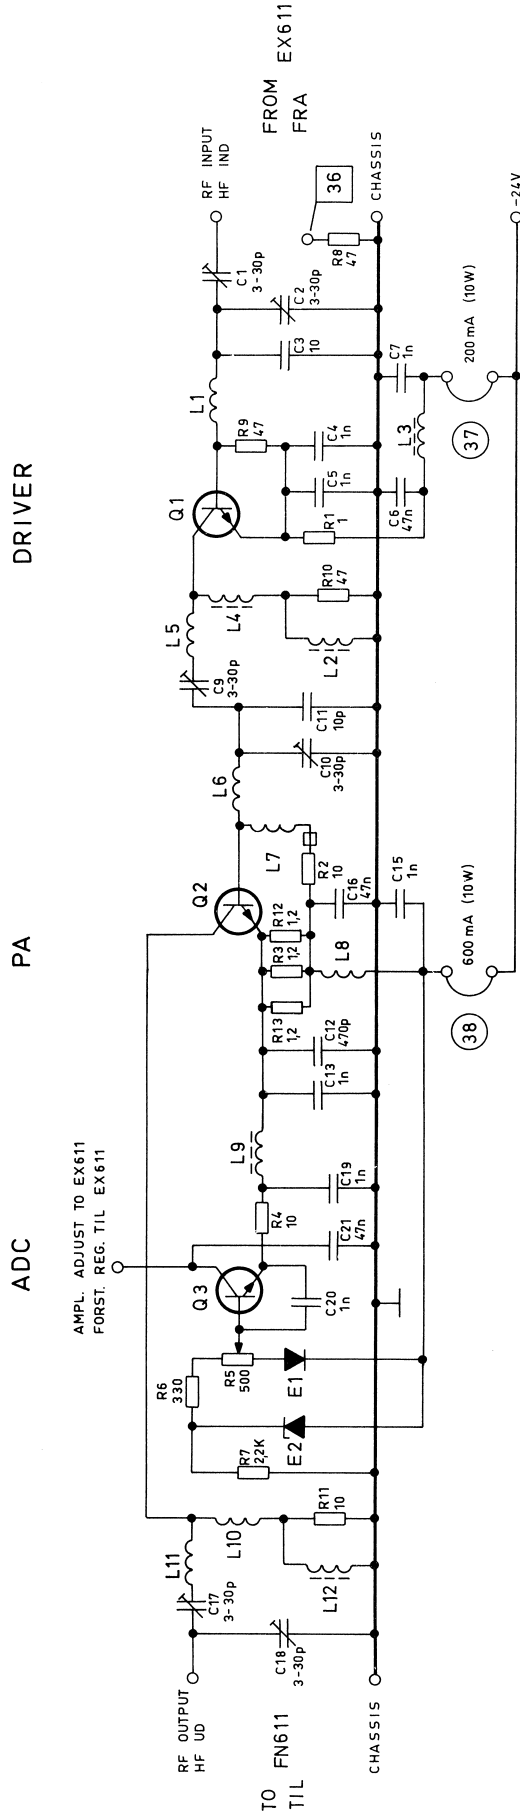 ADC
PA
DRIVER
AMPL. ADJUST TO EX611
FORST. REG. TIL EX611
RF OUTPUT
HF UD
TO
TIL
FN611
CHASSIS
C17
3-30p
L11
C18
3-30p
L10
L12
R11
10
R7
2,2K
R6
330
R5
500
E2
E1
Q3
C20
1n
R4
10
C21
47n
C19
1n
L9
C13
1n
C12
470p
R13
1,2
R3
1,2
R12
1,2
Q2
L8
C16
47n
C15
1n
R2
10
L7
L6
C10
3-30p
C11
10p
C9
3-30p
L5
L4
L2
R10
47
Q1
R1
1
C5
1n
C4
1n
C6
47n
R9
47
L3
L1
C7
1n
C3
10
C2
3-30p
C1
3-30p
R8
47
36
RF INPUT
HF IND
FROM EX611
FRA
CHASSIS
38
600 mA (10W)
37
200 mA (10W)
-24V